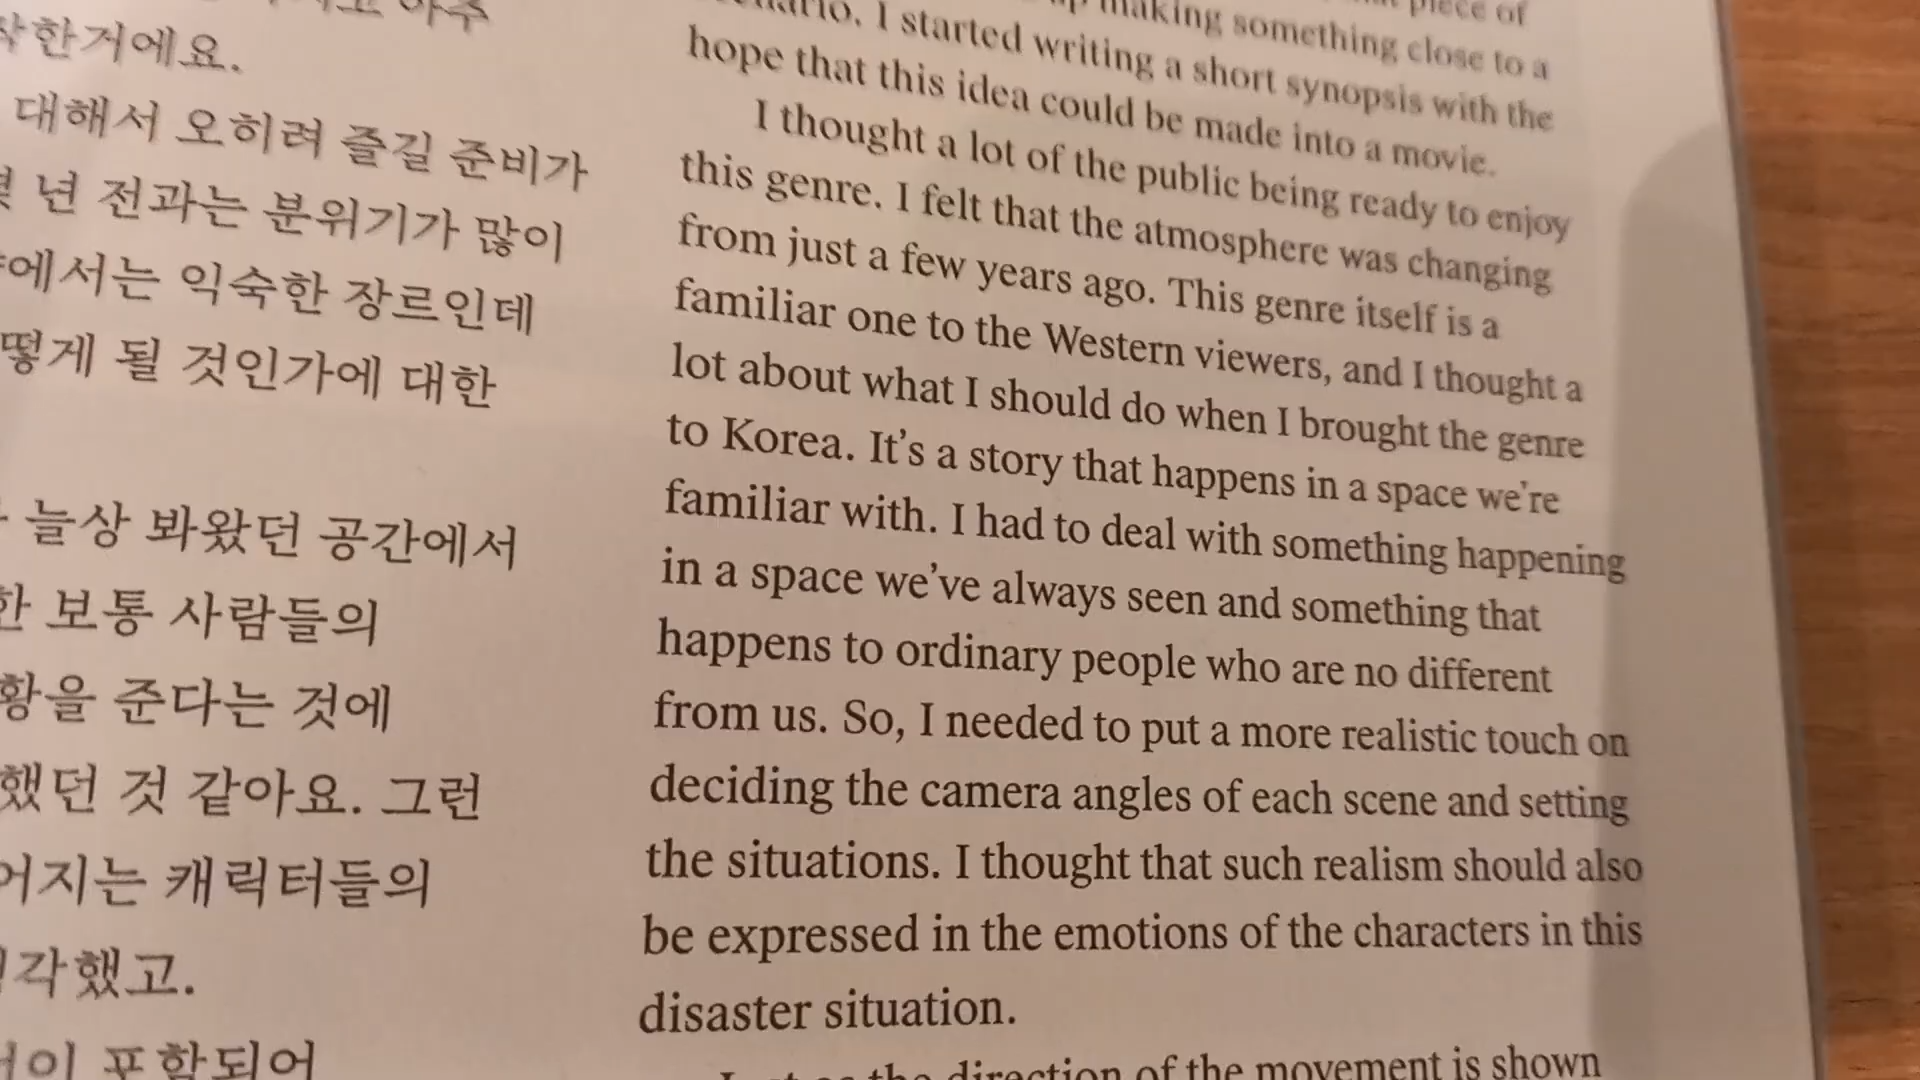 작한거에요.
대해서 오히려 즐길 준비가
년 전과는 분위기가 많이
에서는 익숙한 장르인데
떻게 될 것인가에 대한
늘상 봐왔던 공간에서
한 보통 사람들의
황을 준다는 것에
했던 것 같아요. 그런
어지는 캐릭터들의
각했고.
포함되어
piece of
making something close to a
I started writing a short synopsis with the
hope that this idea could be made into a movie.
I thought a lot of the public being ready to enjoy
this genre. I felt that the atmosphere was changing
from just a few years ago. This genre itself is a
familiar one to the Western viewers, and I thought a
lot about what I should do when I brought the genre
to Korea. It's a story that happens in a space we're
familiar with. I had to deal with something happening
in a space we've always seen and something that
happens to ordinary people who are no different
from us. So, I needed to put a more realistic touch on
deciding the camera angles of each scene and setting
the situations. I thought that such realism should also
be expressed in the emotions of the characters in this
disaster situation.
the direction of the movement is shown